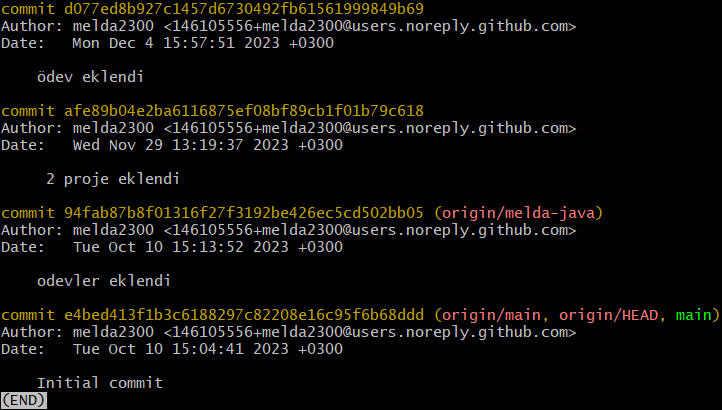 commit d077ed8b927c1457d6730492fb61561999849b69
Author: melda2300 <146105556+melda2300@users.noreply.github.com>
Date:   Mon Dec 4 15:57:51 2023 +0300
ödev eklendi
commit afe89b04e2ba6116875ef08bf89cb1f01b79c618
Author: melda2300 <146105556+melda2300@users.noreply.github.com>
Date:   Wed Nov 29 13:19:37 2023 +0300
2 proje eklendi
commit 94fab87b8f01316f27f3192be426ec5cd502bb05 (origin/melda-java)
Author: melda2300 <146105556+melda2300@users.noreply.github.com>
Date:   Tue Oct 10 15:13:52 2023 +0300
odevler eklendi
commit e4bed413f1b3c6188297c82208e16c95f6b68ddd (origin/main, origin/HEAD, main)
Author: melda2300 <146105556+melda2300@users.noreply.github.com>
Date:   Tue Oct 10 15:04:41 2023 +0300
Initial commit
(END)